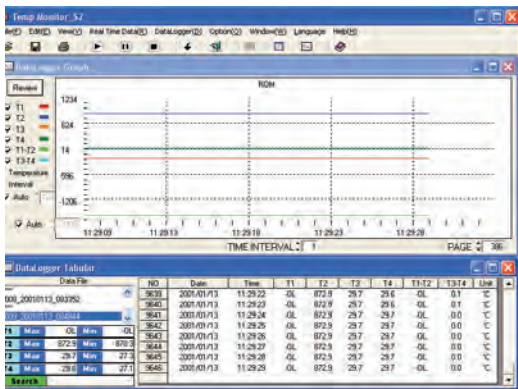 Temp Monitor_S2
Edit(E) View(V) Real Time Data(R) DataLogger(D) Option(O) Window(W) Language Help(H)
DataLogger Graph
Review
ROM
T1
T2
T3
T4
T1-T2
T3-T4
Temperature
Interval
Auto
Auto
1234
624
14
-596
-1206
11:29:09 11:29:13 11:29:18 11:29:23 11:29:28
TIME INTERVAL: 1 PAGE 386
DataLogger Tabular
Data File
NO Date Time T1 T2 T3 T4 T1-T2 T3-T4 Unit
9639 2001/01/13 11:29:22 -OL 872.9 29.7 29.6 -OL 0.1 ℃
9640 2001/01/13 11:29:23 -OL 872.9 29.7 29.6 -OL 0.1 ℃
9641 2001/01/13 11:29:24 -OL 872.9 29.7 29.7 -OL 0.0 ℃
9642 2001/01/13 11:29:25 -OL 872.9 29.7 29.7 -OL 0.0 ℃
9643 2001/01/13 11:29:26 -OL 872.9 29.7 29.7 -OL 0.0 ℃
9644 2001/01/13 11:29:27 -OL 872.9 29.7 29.7 -OL 0.0 ℃
9645 2001/01/13 11:29:28 -OL 872.9 29.7 29.7 -OL 0.0 ℃
9646 2001/01/13 11:29:29 -OL 872.9 29.7 29.7 -OL 0.0 ℃
T1 Max -OL Min -OL
T2 Max 872.9 Min
T3 Max 29.7 Min 27.3
T4 Max 29.8 Min 27.1
Search